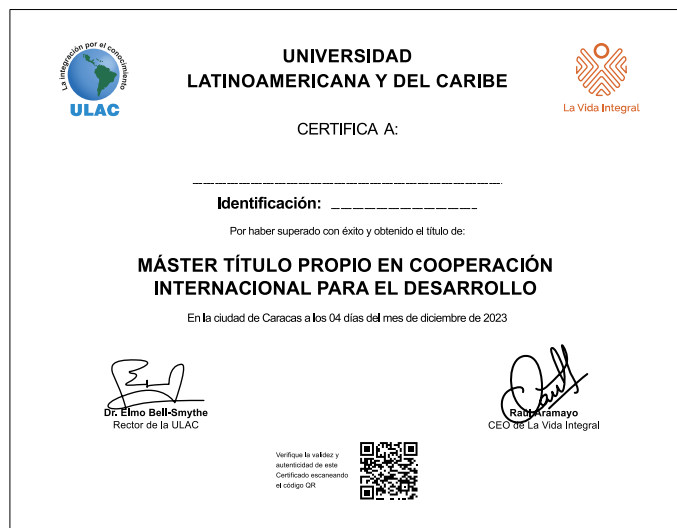 La integración por el conocimiento
ULAC
UNIVERSIDAD
LATINOAMERICANA Y DEL CARIBE
La Vida Integral
CERTIFICA A:
Identificación:
Por haber superado con éxito y obtenido el título de:
MÁSTER TÍTULO PROPIO EN COOPERACIÓN
INTERNACIONAL PARA EL DESARROLLO
En la ciudad de Caracas a los 04 días del mes de diciembre de 2023
Dr. Elmo Bell-Smythe
Rector de la ULAC
Raúl Aramayo
CEO de La Vida Integral
Verifique la validez y
autenticidad de este
Certificado escaneando
el código QR